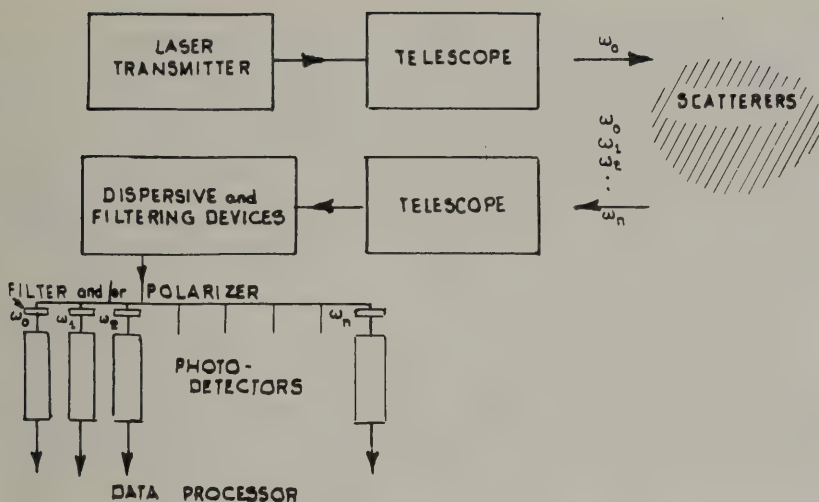 LASER
TRANSMITTER
TELESCOPE
ω₀
SCATTERERS
ω₀
ω₁
ω₂
⋮
ωₙ
DISPERSIVE and
FILTERING DEVICES
TELESCOPE
FILTER and/or POLARIZER
ω₀ ω₁ ω₂ ωₙ
PHOTO-
DETECTORS
DATA PROCESSOR